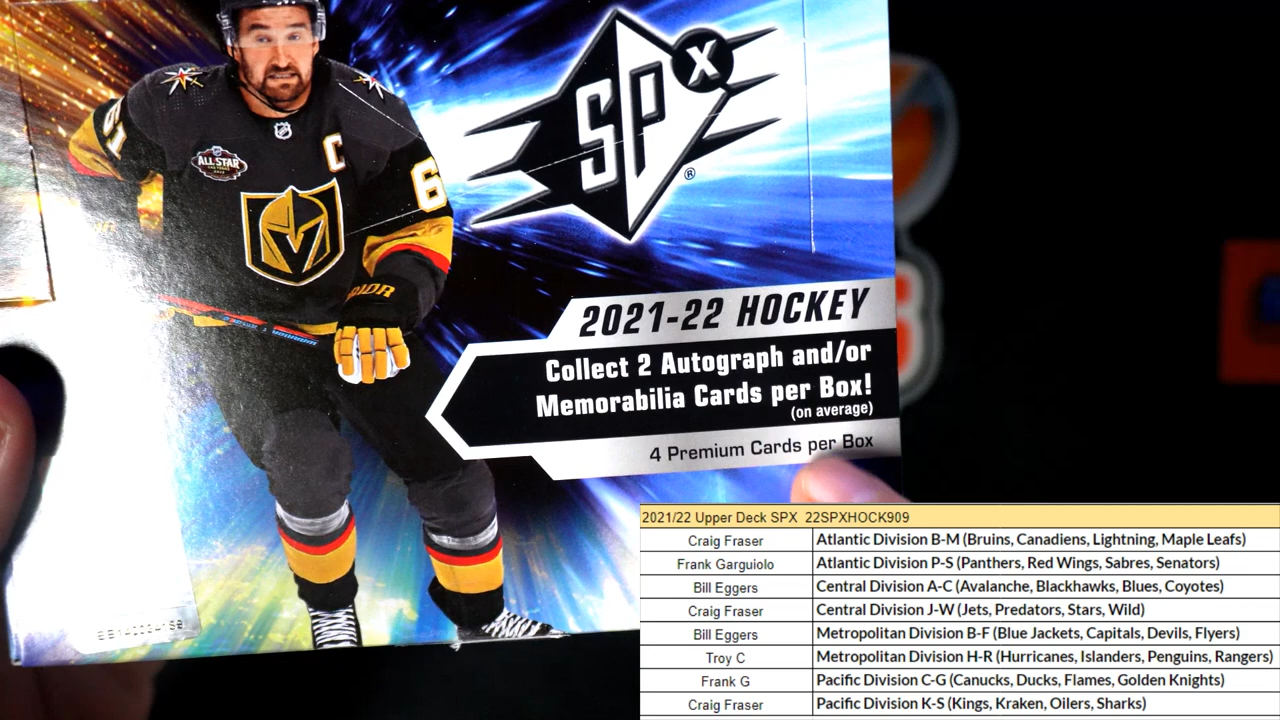 SPx®
61
ALL STAR
C
6
2021-22 HOCKEY
Collect 2 Autograph and/or
Memorabilia Cards per Box!
(on average)
4 Premium Cards per Box
2021/22 Upper Deck SPX 22SPXHOCK909
Craig Fraser Atlantic Division B-M (Bruins, Canadiens, Lightning, Maple Leafs)
Frank Garguiolo Atlantic Division P-S (Panthers, Red Wings, Sabres, Senators)
Bill Eggers Central Division A-C (Avalanche, Blackhawks, Blues, Coyotes)
Craig Fraser Central Division J-W (Jets, Predators, Stars, Wild)
Bill Eggers Metropolitan Division B-F (Blue Jackets, Capitals, Devils, Flyers)
Troy C Metropolitan Division H-R (Hurricanes, Islanders, Penguins, Rangers)
Frank G Pacific Division C-G (Canucks, Ducks, Flames, Golden Knights)
Craig Fraser Pacific Division K-S (Kings, Kraken, Oilers, Sharks)